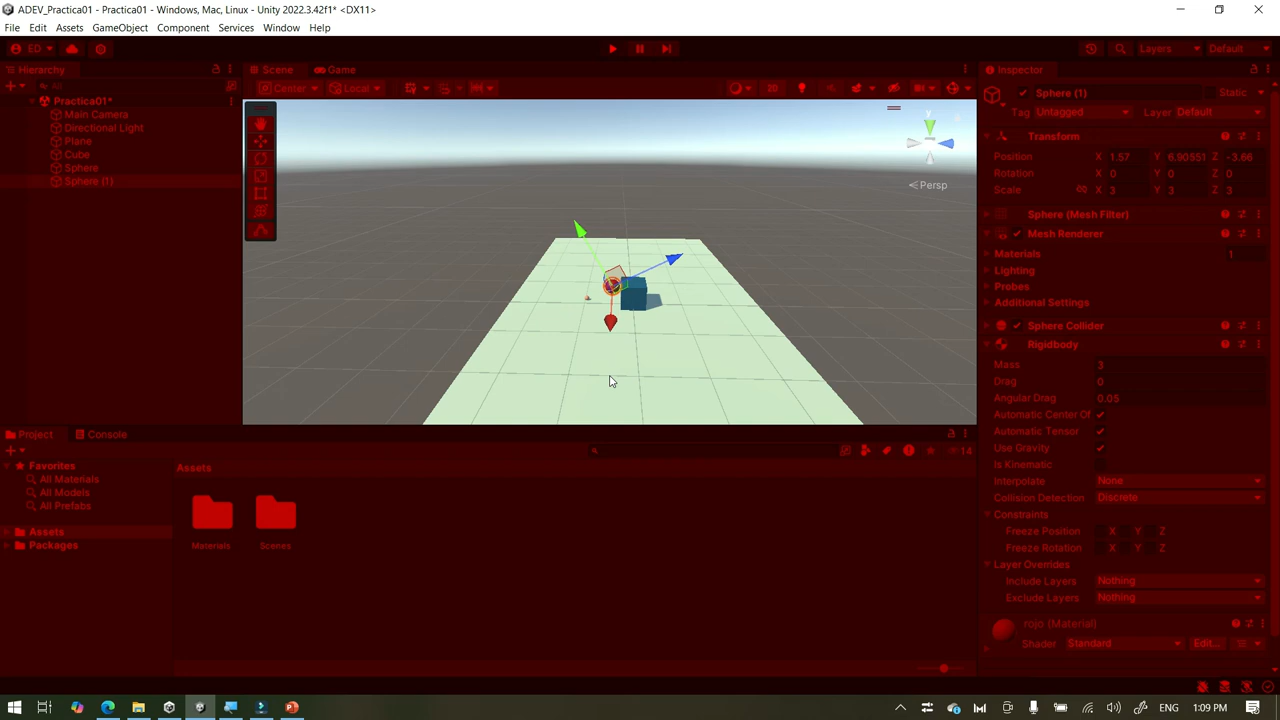 ADEV_Practica01 - Practica01* - Windows, Mac, Linux - Unity 2022.3.42f1* <DX11>
File Edit Assets GameObject Component Services Window Help
EO Layers Default
Hierarchy Scene Game Inspector
All Center Local 2D
Practica01*
Main Camera
Directional Light
Plane
Cube
Sphere
Sphere (1)
y
Persp
Sphere (1) Static
Tag Untagged Layer Default
Transform
Position X 1.57 Y 6.90551 Z -3.66
Rotation X 0 Y 0 Z 0
Scale X 3 Y 3 Z 3
Sphere (Mesh Filter)
Mesh Renderer
Materials 1
Lighting
Probes
Additional Settings
Sphere Collider
Rigidbody
Mass 3
Drag 0
Angular Drag 0.05
Automatic Center Of
Automatic Tensor
Use Gravity
Is Kinematic
Interpolate None
Collision Detection Discrete
Constraints
Freeze Position X Y Z
Freeze Rotation X Y Z
Layer Overrides
Include Layers Nothing
Exclude Layers Nothing
rojo (Material)
Shader Standard Edit...
Project Console
14
Favorites
All Materials
All Models
All Prefabs
Assets
Packages
Assets
Materials Scenes
ENG 1:09 PM